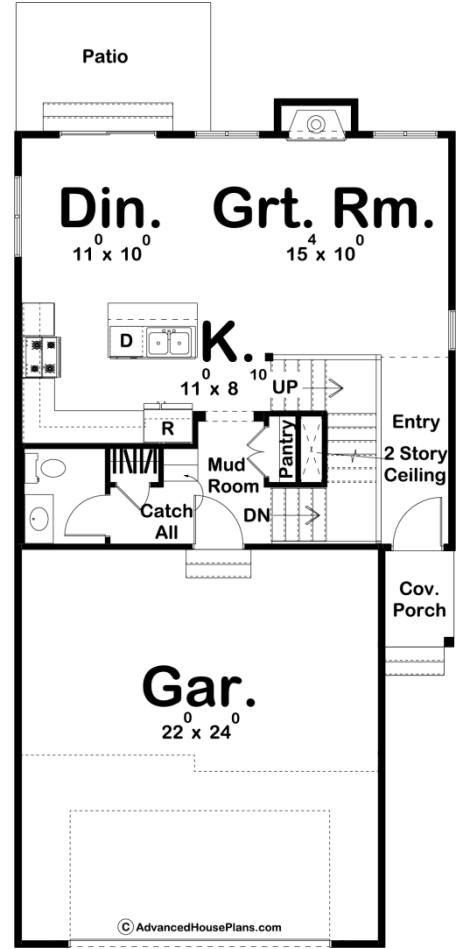 Patio
Din.
11⁰ x 10⁰
Grt. Rm.
15⁴ x 10⁰
D
K.
11⁰ x 8¹⁰
UP
R
Pantry
Entry
2 Story
Ceiling
Mud
Room
Catch
All
DN
Cov.
Porch
Gar.
22⁰ x 24⁰
© AdvancedHousePlans.com